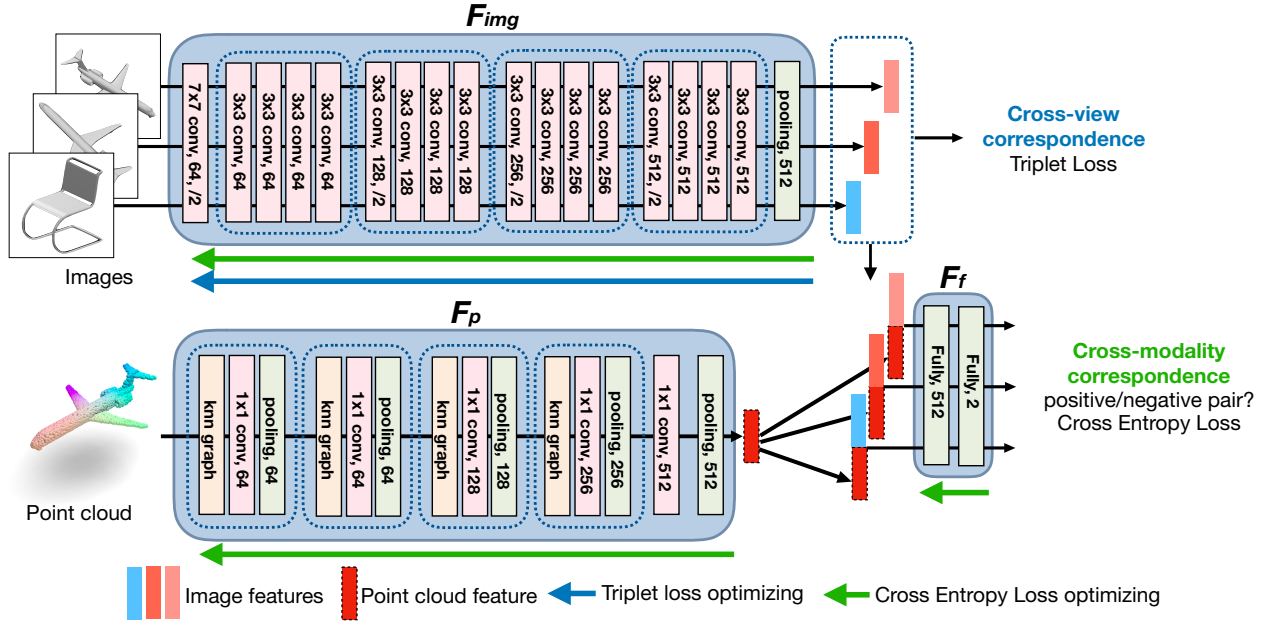 Fimg
7x7 conv, 64, /2
3x3 conv, 64
3x3 conv, 64
3x3 conv, 64
3x3 conv, 64
3x3 conv, 128, /2
3x3 conv, 128
3x3 conv, 128
3x3 conv, 128
3x3 conv, 256, /2
3x3 conv, 256
3x3 conv, 256
3x3 conv, 256
3x3 conv, 512, /2
3x3 conv, 512
3x3 conv, 512
3x3 conv, 512
pooling, 512
Cross-view
correspondence
Triplet Loss
Images
Fp
knn graph
1x1 conv, 64
pooling, 64
knn graph
1x1 conv, 64
pooling, 64
knn graph
1x1 conv, 128
pooling, 128
knn graph
1x1 conv, 256
pooling, 256
1x1 conv, 512
pooling, 512
Ff
Fully, 512
Fully, 2
Cross-modality
correspondence
positive/negative pair?
Cross Entropy Loss
Point cloud
Image features
Point cloud feature
Triplet loss optimizing
Cross Entropy Loss optimizing